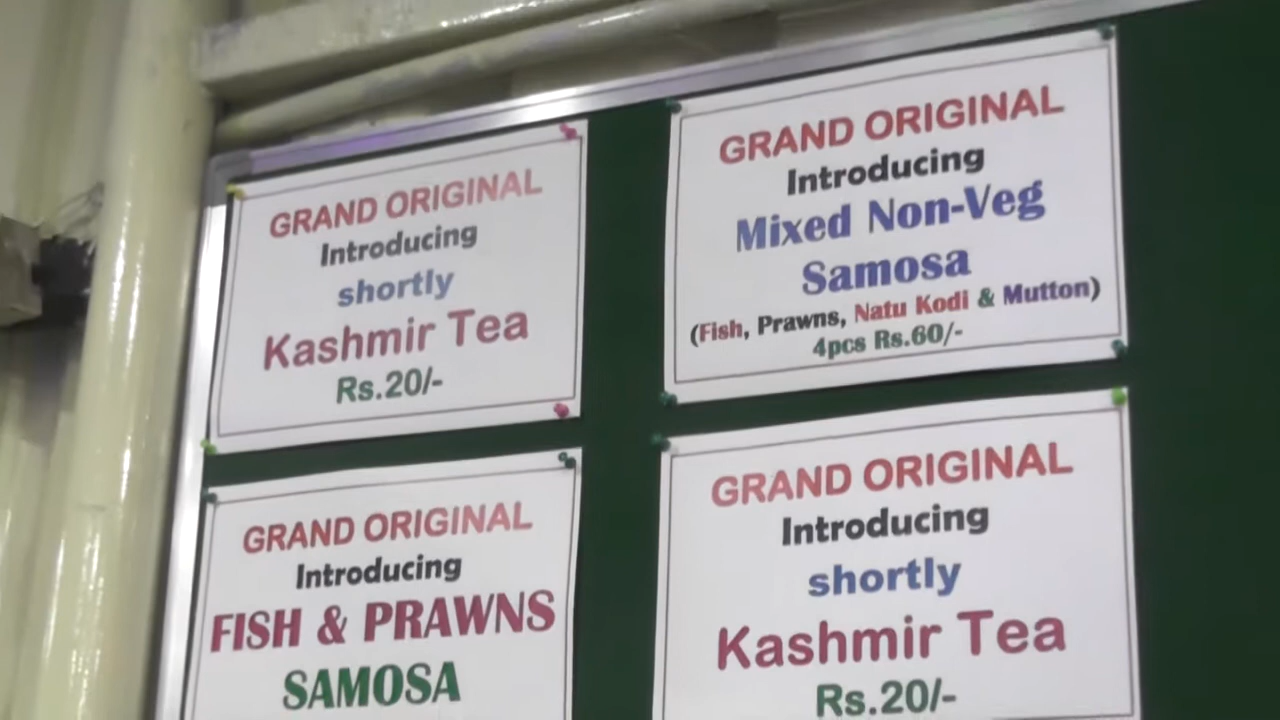 GRAND ORIGINAL
Introducing
shortly
Kashmir Tea
Rs.20/-
GRAND ORIGINAL
Introducing
Mixed Non-Veg
Samosa
(Fish, Prawns, Natu Kodi & Mutton)
4pcs Rs.60/-
GRAND ORIGINAL
Introducing
FISH & PRAWNS
SAMOSA
GRAND ORIGINAL
Introducing
shortly
Kashmir Tea
Rs.20/-